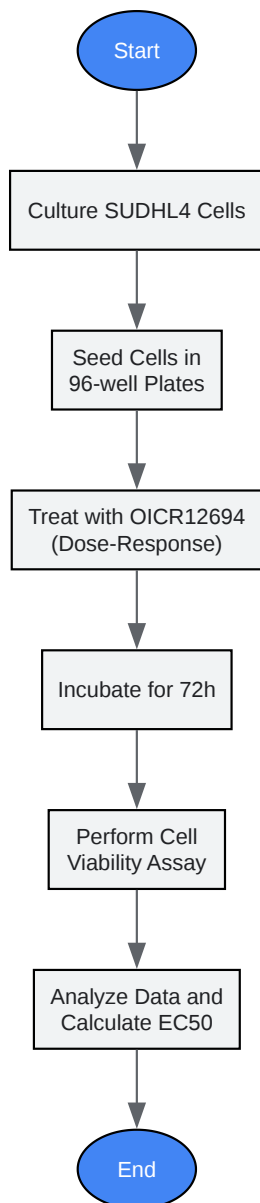 Start
Culture SUDHL4 Cells
Seed Cells in
96-well Plates
Treat with OICR12694
(Dose-Response)
Incubate for 72h
Perform Cell
Viability Assay
Analyze Data and
Calculate EC50
End